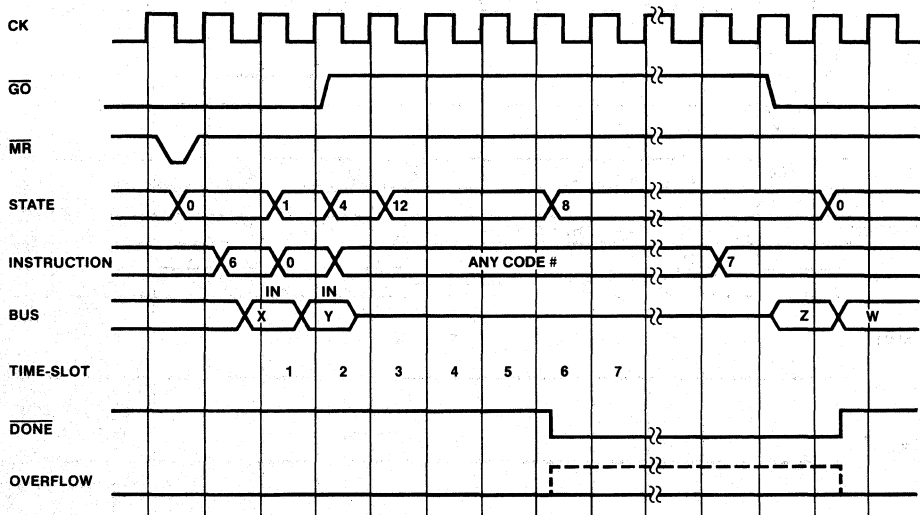 CK
GO
MR
STATE 0 1 4 12 8 0
INSTRUCTION 6 0 ANY CODE # 7
IN IN
BUS X Y Z W
TIME-SLOT 1 2 3 4 5 6 7
DONE
OVERFLOW